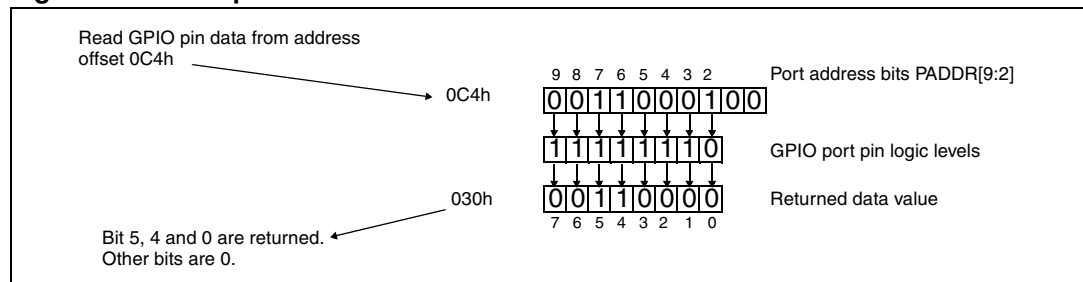 Read GPIO pin data from address
offset 0C4h
9 8 7 6 5 4 3 2
Port address bits PADDR[9:2]
0C4h
0 0 1 1 0 0 0 1 0 0
1 1 1 1 1 1 1 0
GPIO port pin logic levels
030h
0 0 1 1 0 0 0 0
Returned data value
7 6 5 4 3 2 1 0
Bit 5, 4 and 0 are returned.
Other bits are 0.